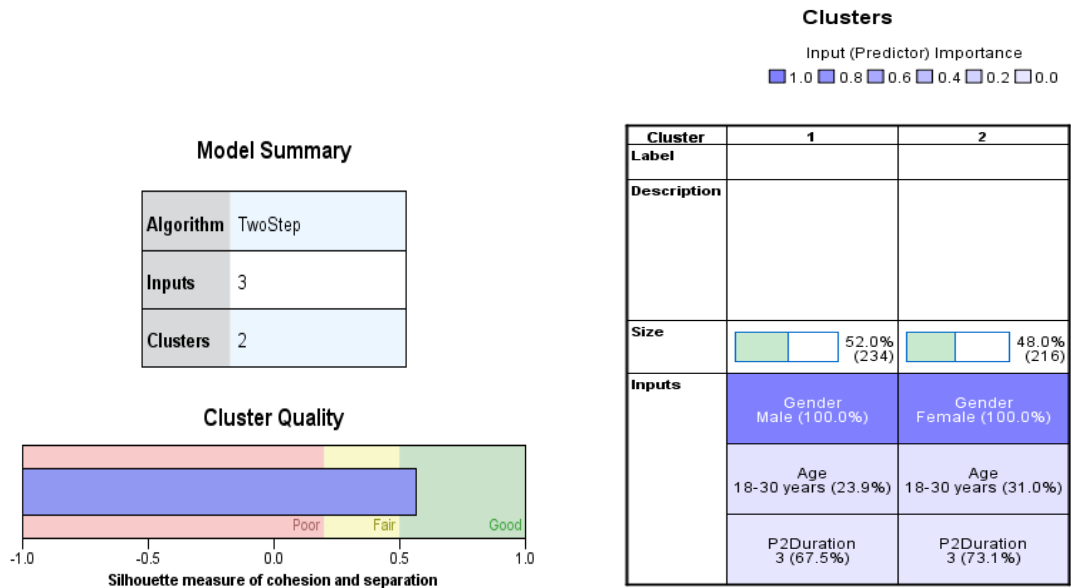 Model Summary
Algorithm TwoStep
Inputs 3
Clusters 2
Cluster Quality
Poor Fair Good
-1.0 -0.5 0.0 0.5 1.0
Silhouette measure of cohesion and separation
Clusters
Input (Predictor) Importance
1.0 0.8 0.6 0.4 0.2 0.0
Cluster 1 2
Label
Description
Size 52.0% 48.0%
(234) (216)
Inputs
Gender Gender
Male (100.0%) Female (100.0%)
Age Age
18-30 years (23.9%) 18-30 years (31.0%)
P2Duration P2Duration
3 (67.5%) 3 (73.1%)